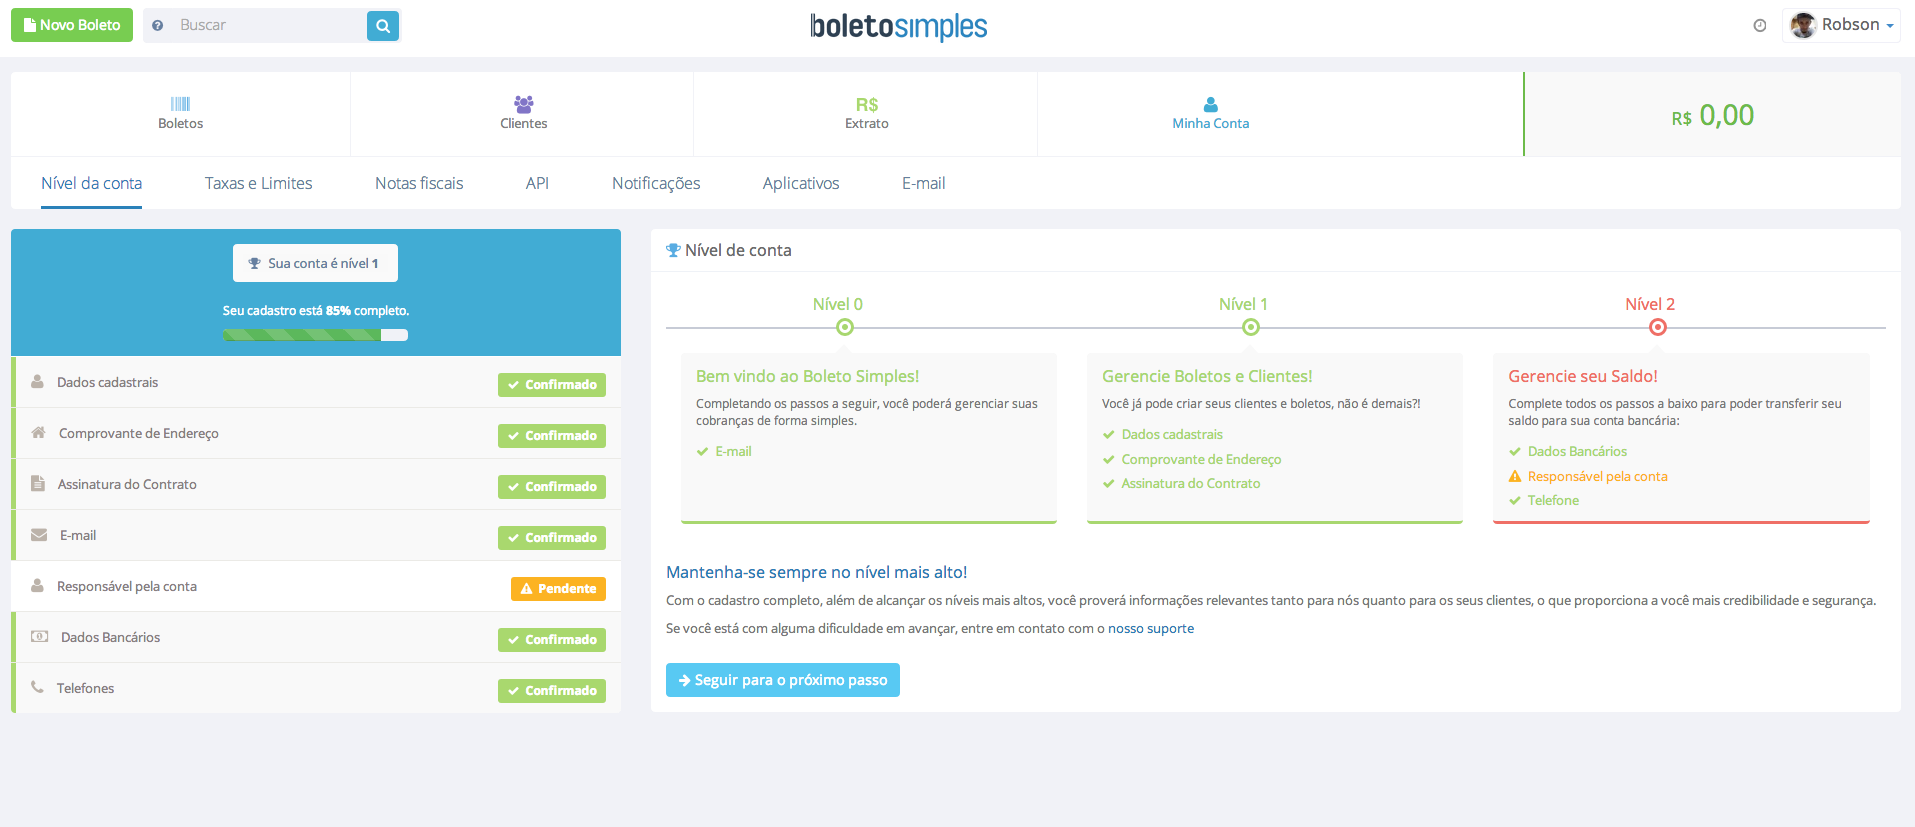 Novo Boleto
Buscar
boletosimples
Robson
Boletos
Clientes
R$
Extrato
Minha Conta
R$ 0,00
Nível da conta
Taxas e Limites
Notas fiscais
API
Notificações
Aplicativos
E-mail
Sua conta é nível 1
Seu cadastro está 85% completo.
Dados cadastrais
Confirmado
Comprovante de Endereço
Confirmado
Assinatura do Contrato
Confirmado
E-mail
Confirmado
Responsável pela conta
Pendente
Dados Bancários
Confirmado
Telefones
Confirmado
Nível de conta
Nível 0
Bem vindo ao Boleto Simples!
Completando os passos a seguir, você poderá gerenciar suas
cobranças de forma simples.
E-mail
Nível 1
Gerencie Boletos e Clientes!
Você já pode criar seus clientes e boletos, não é demais?!
Dados cadastrais
Comprovante de Endereço
Assinatura do Contrato
Nível 2
Gerencie seu Saldo!
Complete todos os passos a baixo para poder transferir seu
saldo para sua conta bancária:
Dados Bancários
Responsável pela conta
Telefone
Mantenha-se sempre no nível mais alto!
Com o cadastro completo, além de alcançar os níveis mais altos, você proverá informações relevantes tanto para nós quanto para os seus clientes, o que proporciona a você mais credibilidade e segurança.
Se você está com alguma dificuldade em avançar, entre em contato com o nosso suporte
Seguir para o próximo passo